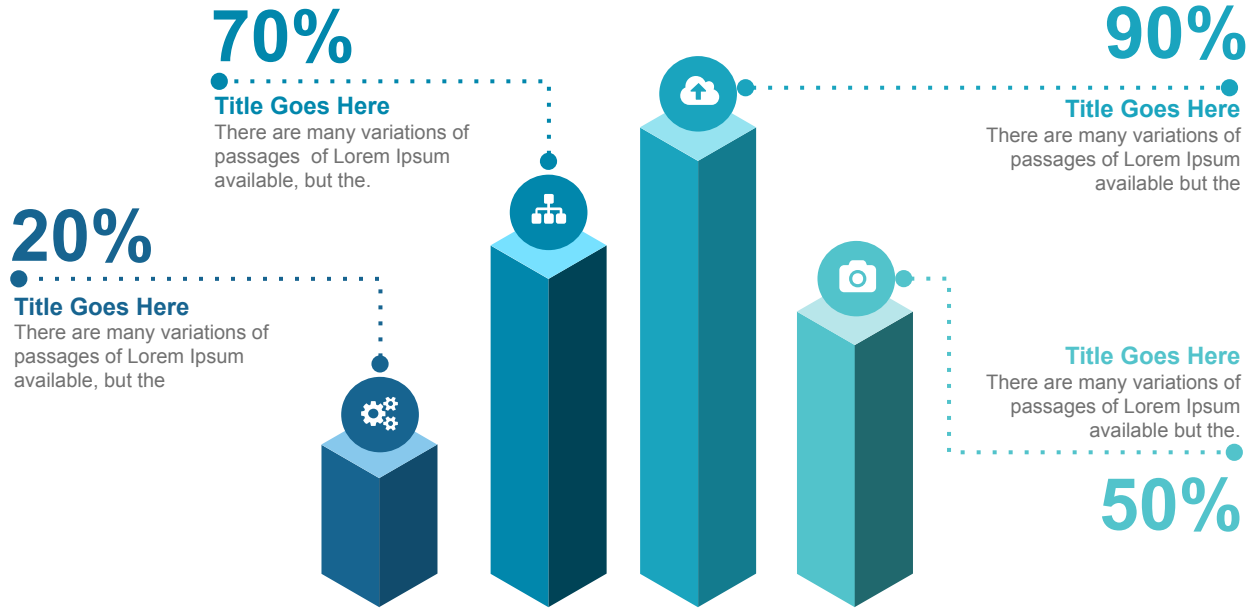 70%
Title Goes Here
There are many variations of
passages  of Lorem Ipsum
available, but the.
20%
Title Goes Here
There are many variations of
passages of Lorem Ipsum
available, but the
90%
Title Goes Here
There are many variations of
passages of Lorem Ipsum
available but the
Title Goes Here
There are many variations of
passages of Lorem Ipsum
available but the.
50%